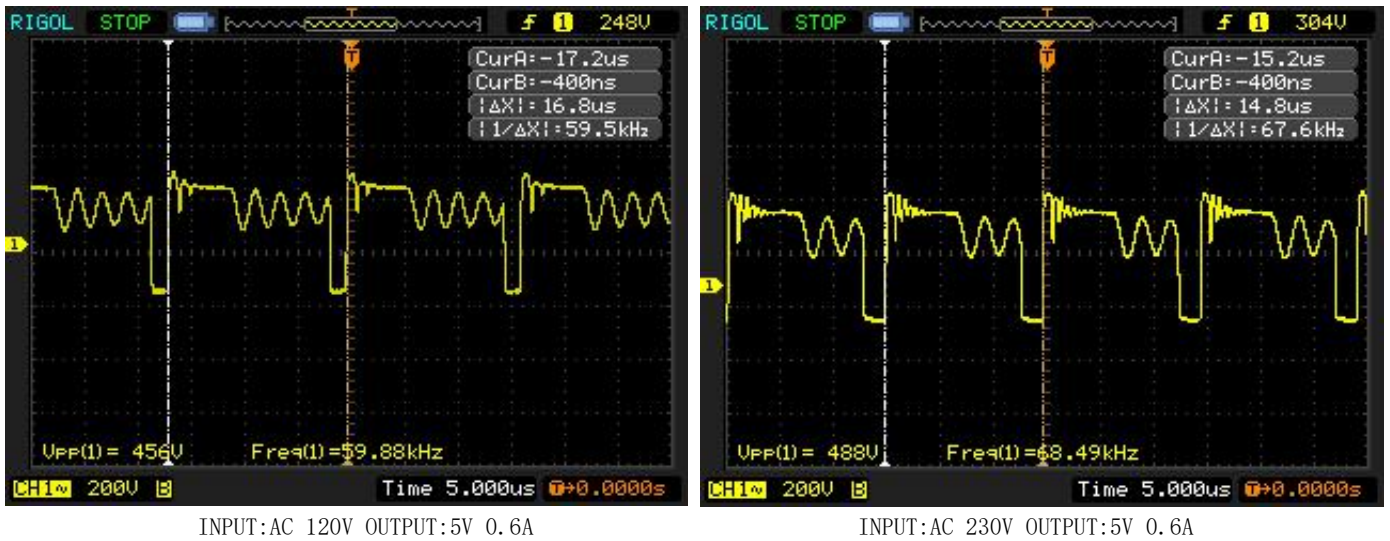 RIGOL STOP T 1 248V
T
CurA=-17.2us
CurB=-400ns
|ΔX|=16.8us
|1/ΔX|=59.5kHz
1
Vpp(1)= 456V Freq(1)=59.88kHz
CH1~ 200V B Time 5.000us T→0.0000s
INPUT:AC 120V OUTPUT:5V 0.6A
RIGOL STOP T 1 304V
T
CurA=-15.2us
CurB=-400ns
|ΔX|=14.8us
|1/ΔX|=67.6kHz
1
Vpp(1)= 488V Freq(1)=68.49kHz
CH1~ 200V B Time 5.000us T→0.0000s
INPUT:AC 230V OUTPUT:5V 0.6A